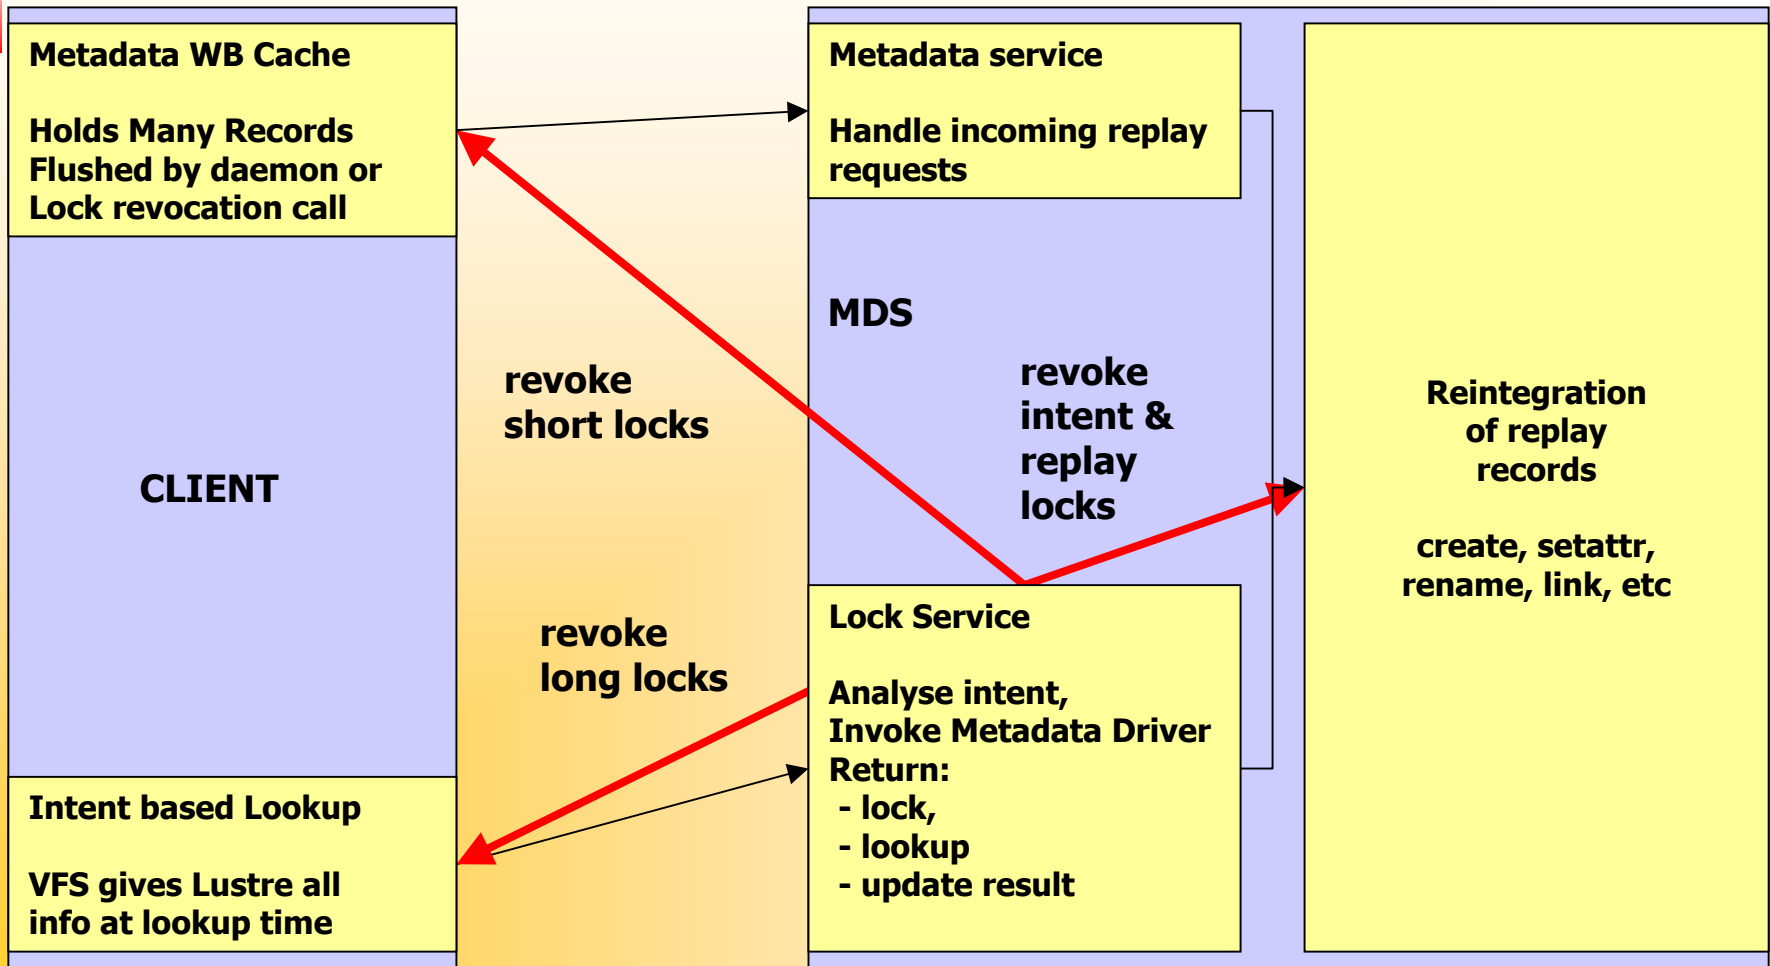 Metadata WB Cache
Holds Many Records
Flushed by daemon or
Lock revocation call
CLIENT
Intent based Lookup
VFS gives Lustre all
info at lookup time
revoke
short locks
revoke
long locks
Metadata service
Handle incoming replay
requests
MDS
revoke
intent &
replay
locks
Lock Service
Analyse intent,
Invoke Metadata Driver
Return:
- lock,
- lookup
- update result
Reintegration
of replay
records
create, setattr,
rename, link, etc